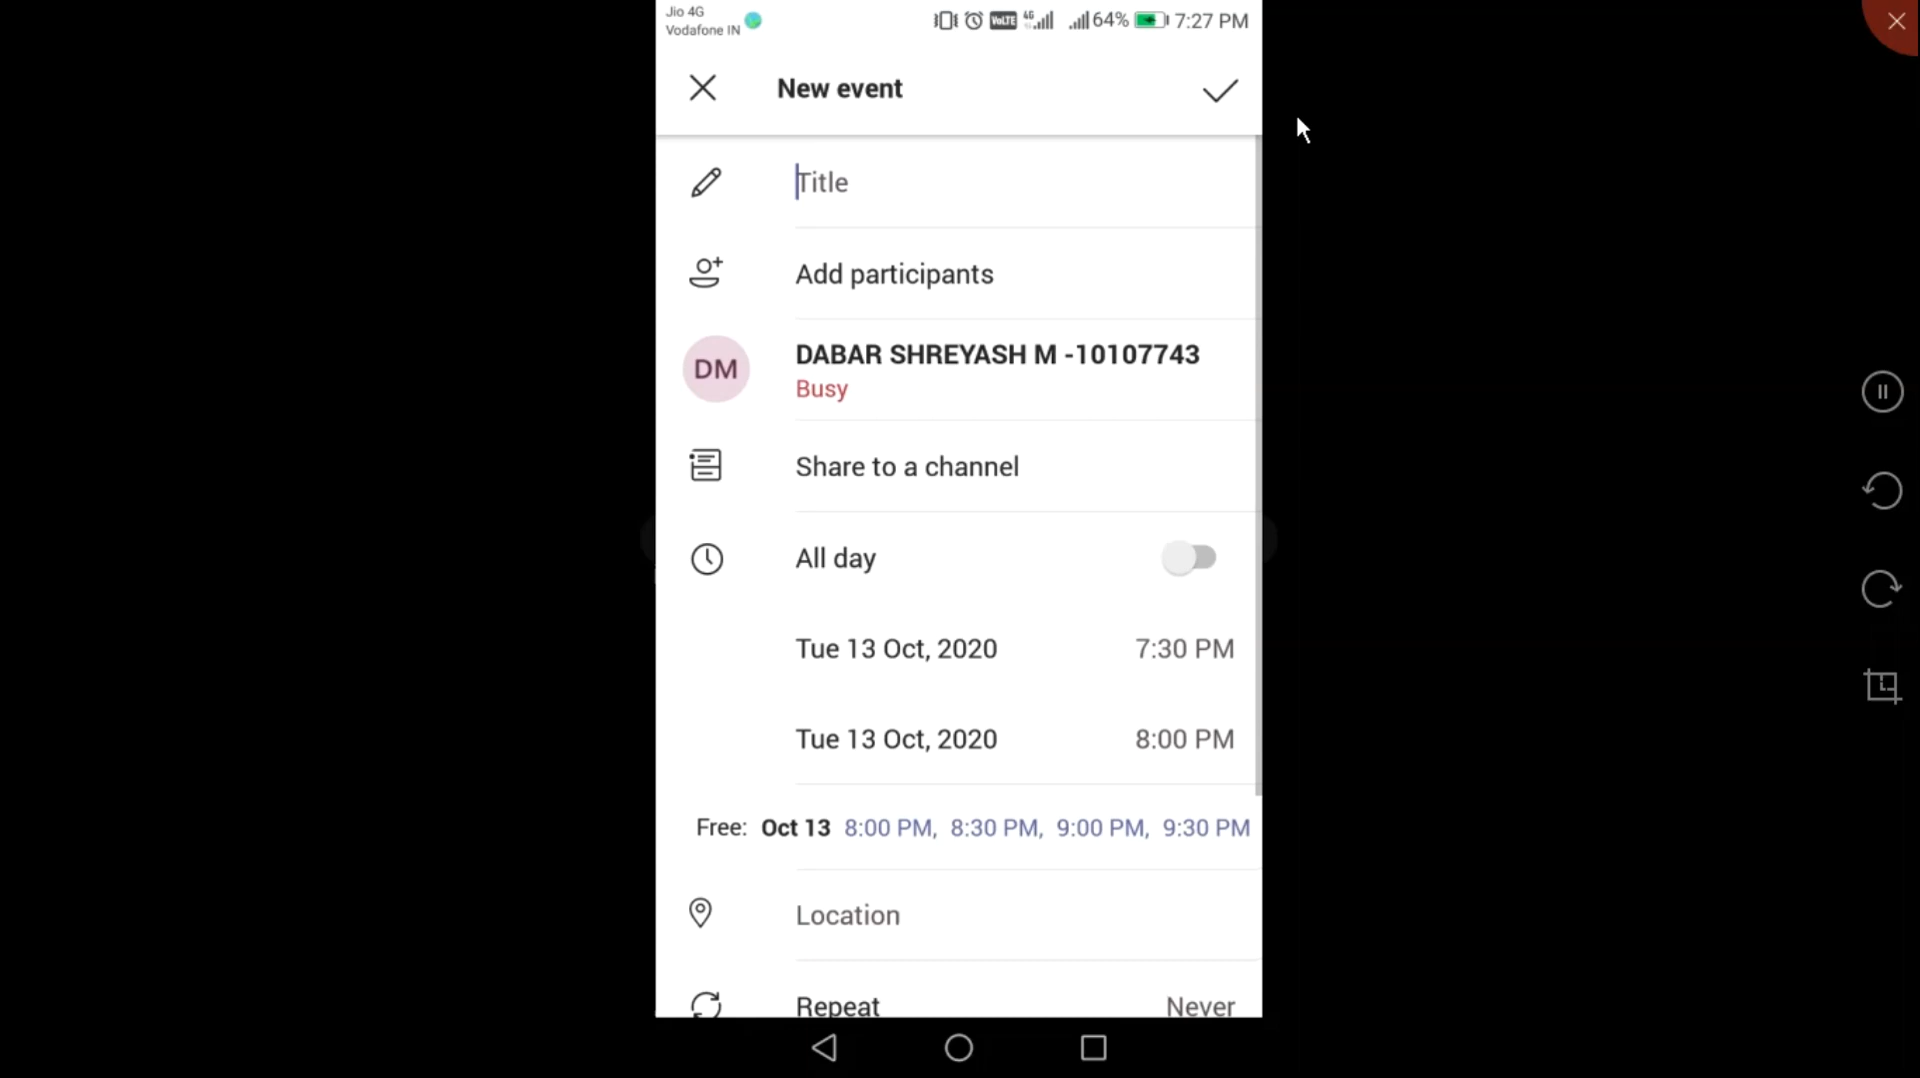 Jio 4G
Vodafone IN
VoLTE 4G 64% 7:27 PM
New event
Title
Add participants
DM
DABAR SHREYASH M -10107743
Busy
Share to a channel
All day
Tue 13 Oct, 2020 7:30 PM
Tue 13 Oct, 2020 8:00 PM
Free: Oct 13 8:00 PM, 8:30 PM, 9:00 PM, 9:30 PM
Location
Repeat Never